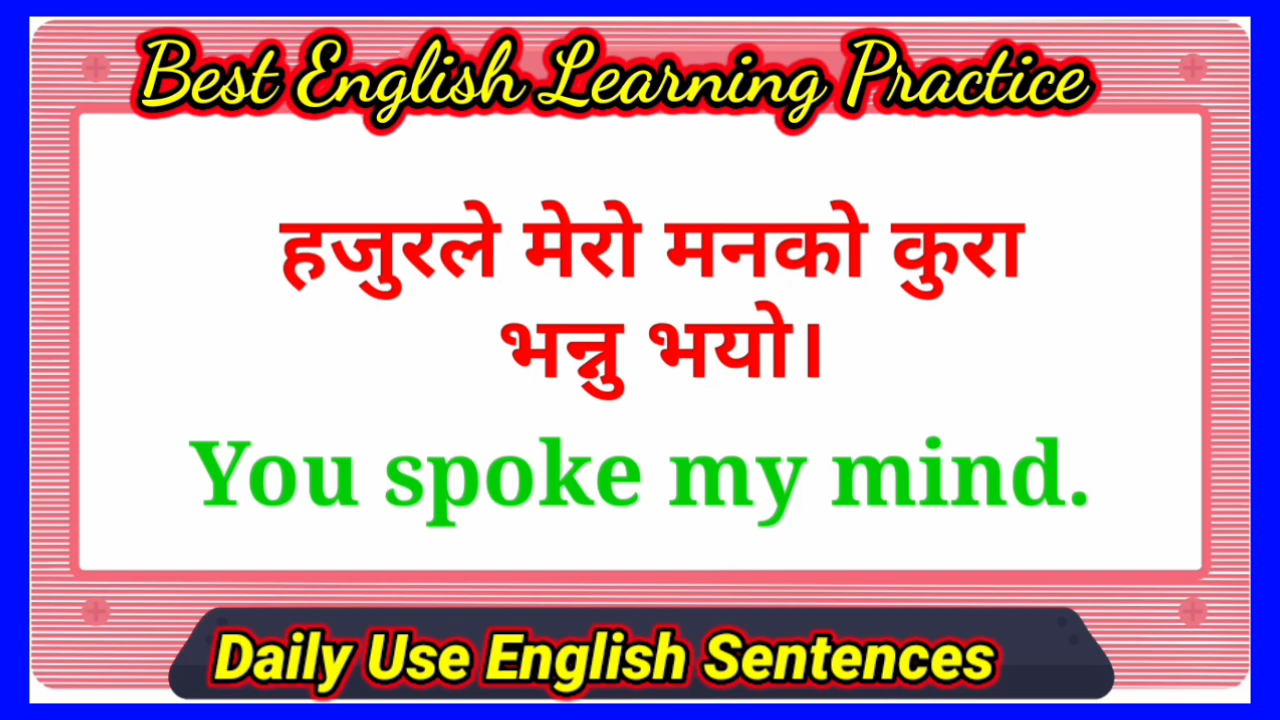 Best English Learning Practice
हजुरले मेरो मनको कुरा
भन्नु भयो।
You spoke my mind.
Daily Use English Sentences